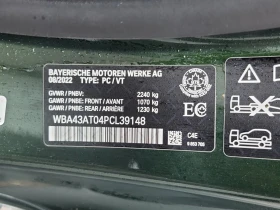 BAYERISCHE MOTOREN WERKE AG
08/2022 TYPE: PC / VT
GVWR / PNBV: 2240 kg
GAWR / PNBE: FRONT / AVANT 1070 kg
GAWR / PNBE: REAR / ARRIÈRE 1230 kg
EC
WBA43AT04PCL39148
C4E